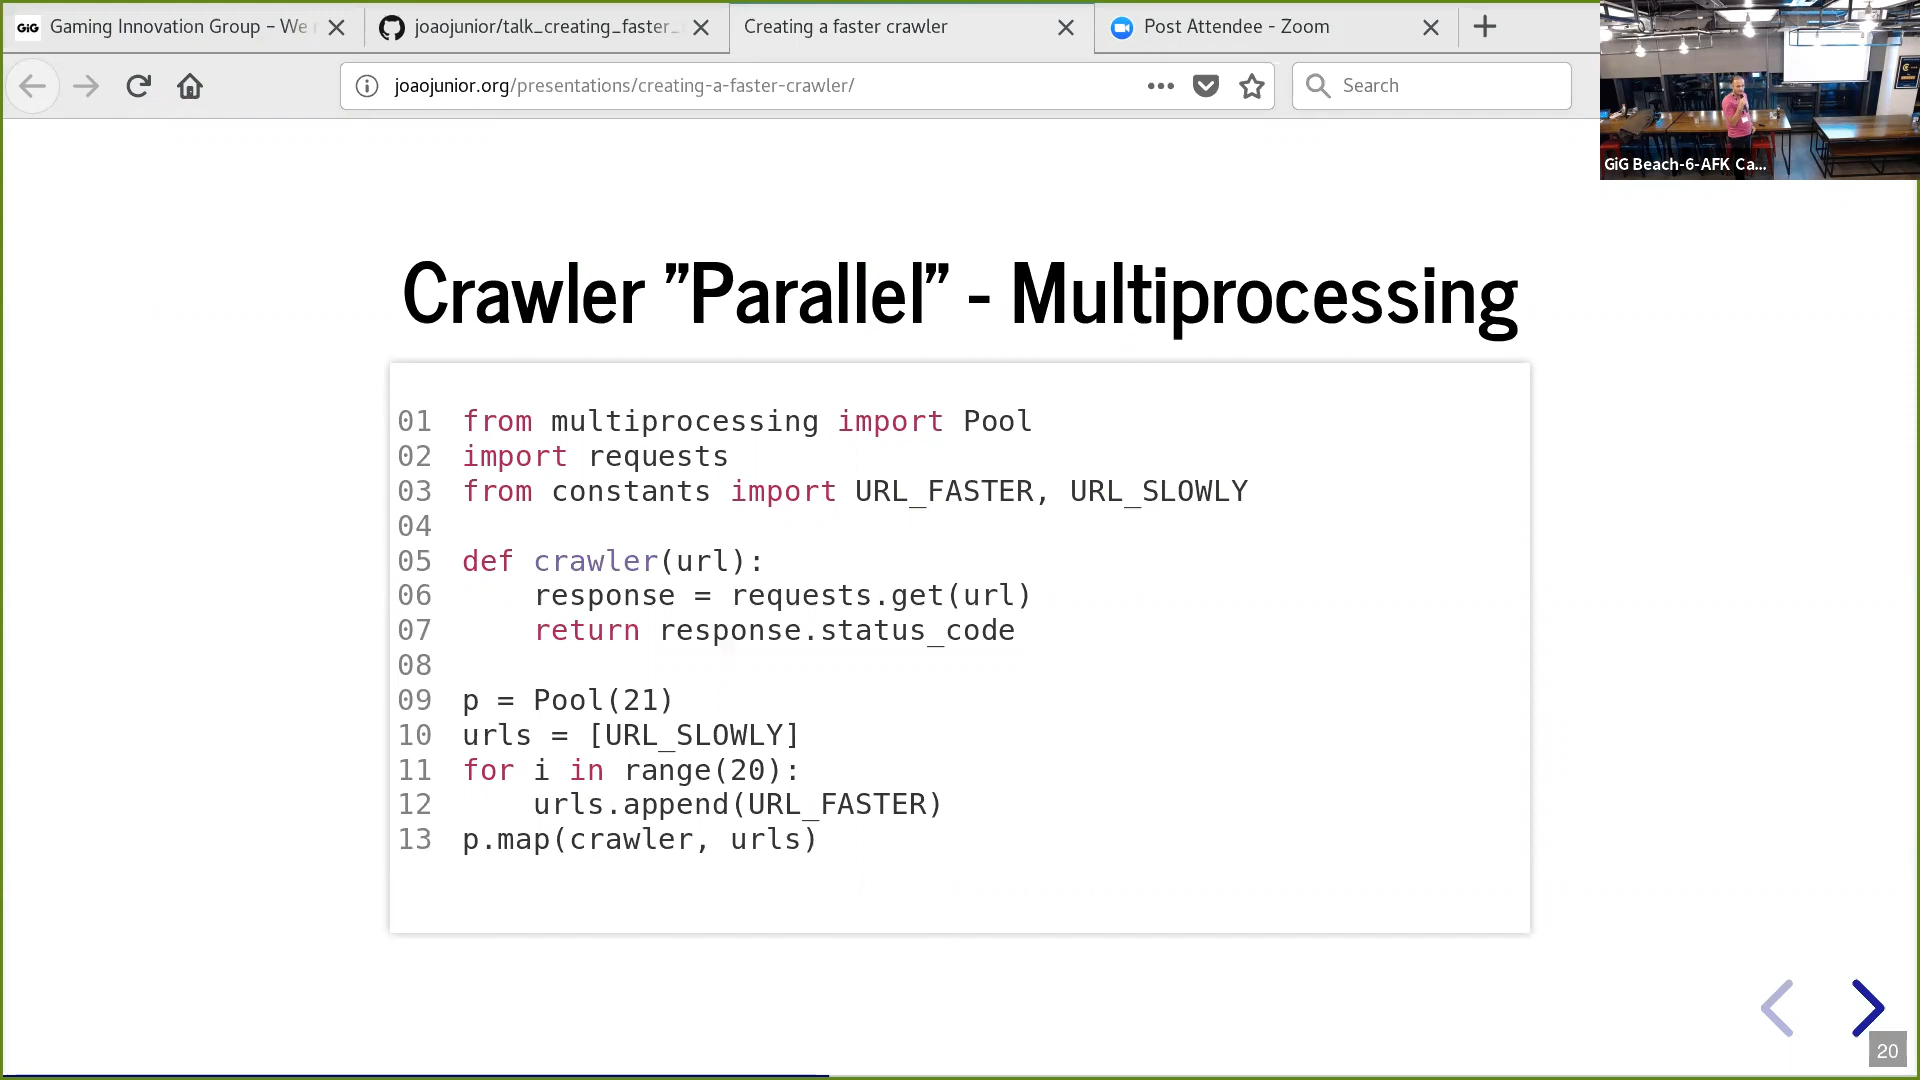 GiG Gaming Innovation Group – We
joaojunior/talk_creating_faster_
Creating a faster crawler
Post Attendee - Zoom
joaojunior.org/presentations/creating-a-faster-crawler/
Search
GiG Beach-6-AFK Ca...
Crawler "Parallel" - Multiprocessing
01 from multiprocessing import Pool
02 import requests
03 from constants import URL_FASTER, URL_SLOWLY
04
05 def crawler(url):
06     response = requests.get(url)
07     return response.status_code
08
09 p = Pool(21)
10 urls = [URL_SLOWLY]
11 for i in range(20):
12     urls.append(URL_FASTER)
13 p.map(crawler, urls)
20